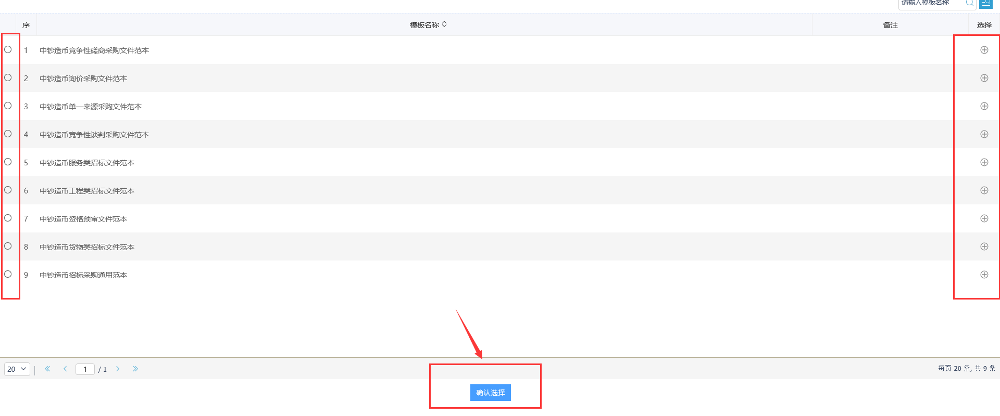 请输入模板名称
序 模板名称 备注 选择
1 中钞造币竞争性磋商采购文件范本
2 中钞造币询价采购文件范本
3 中钞造币单一来源采购文件范本
4 中钞造币竞争性谈判采购文件范本
5 中钞造币服务类招标文件范本
6 中钞造币工程类招标文件范本
7 中钞造币资格预审文件范本
8 中钞造币货物类招标文件范本
9 中钞造币招标采购通用范本
20 1 / 1 每页 20 条, 共 9 条
确认选择